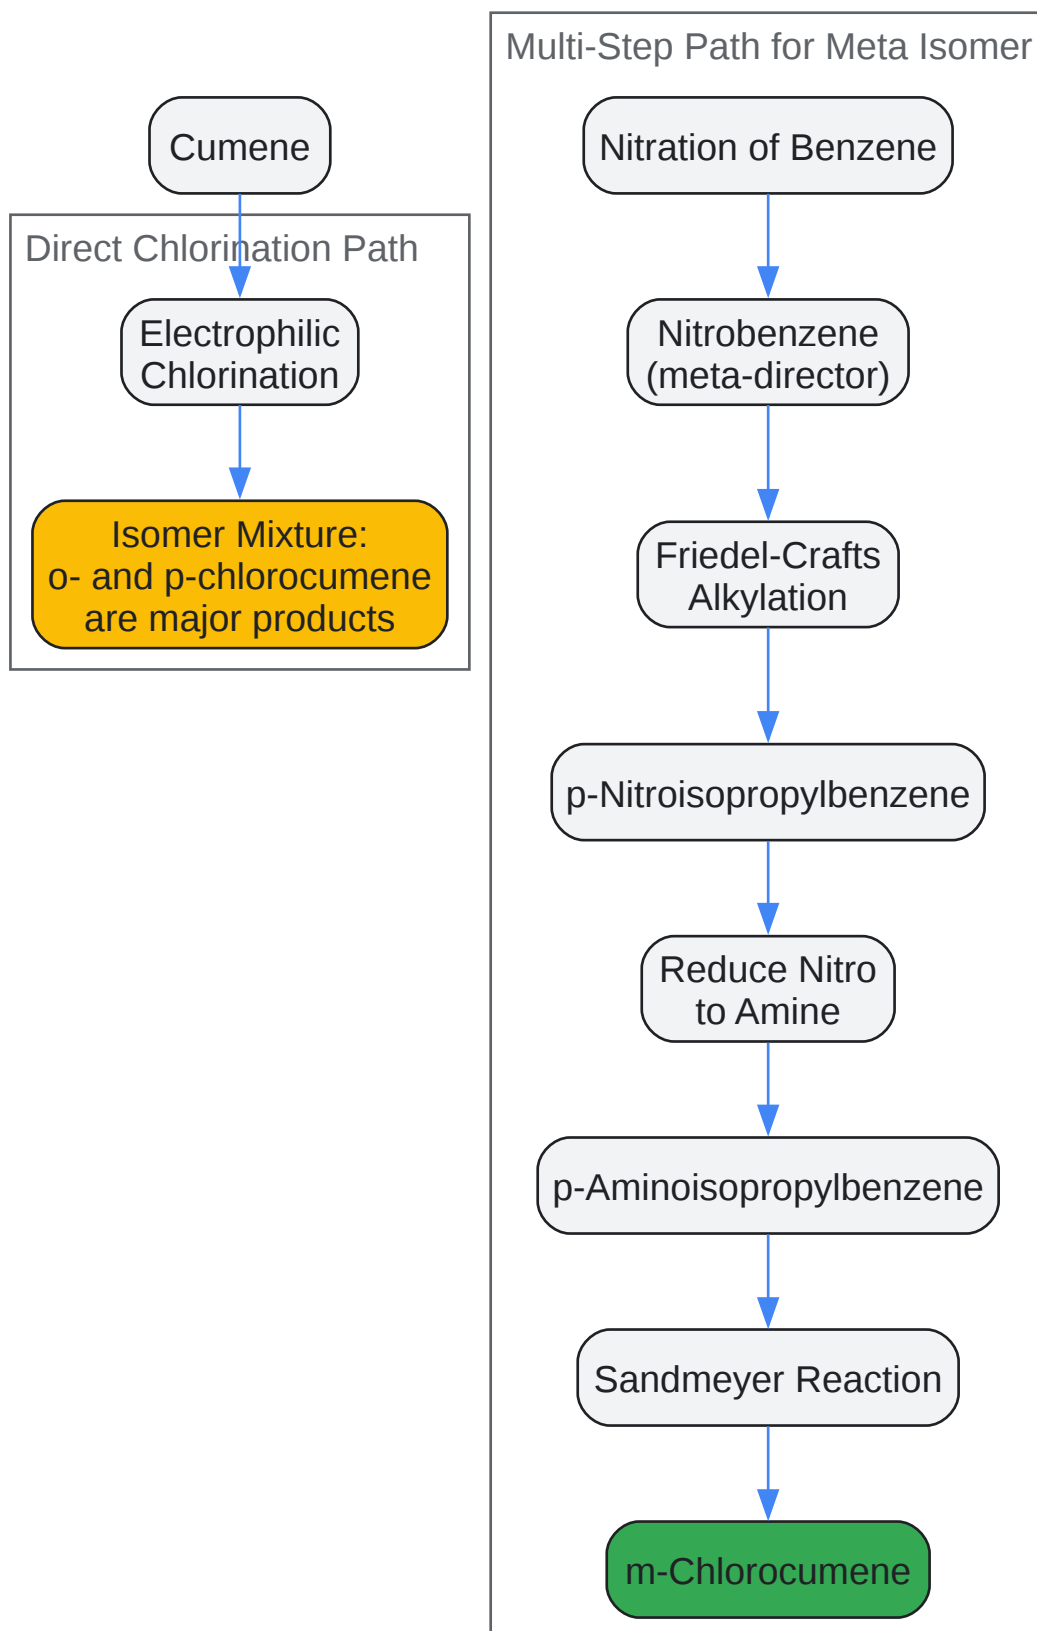 Cumene
Direct Chlorination Path
Electrophilic
Chlorination
Isomer Mixture:
o- and p-chlorocumene
are major products
Multi-Step Path for Meta Isomer
Nitration of Benzene
Nitrobenzene
(meta-director)
Friedel-Crafts
Alkylation
p-Nitroisopropylbenzene
Reduce Nitro
to Amine
p-Aminoisopropylbenzene
Sandmeyer Reaction
m-Chlorocumene